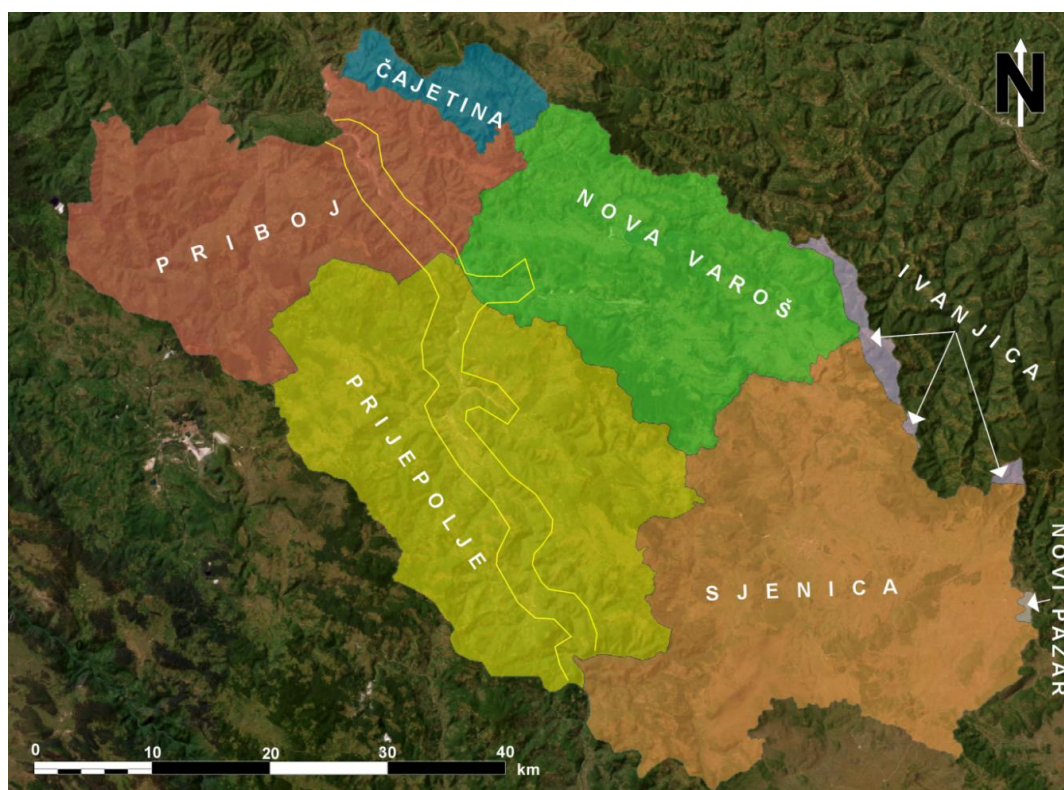 ČAJETINA
N
PRIBOJ
NOVA VAROŠ
IVANJICA
PRIJEPOLJE
SJENICA
NOVI PAZAR
0 10 20 30 40
km